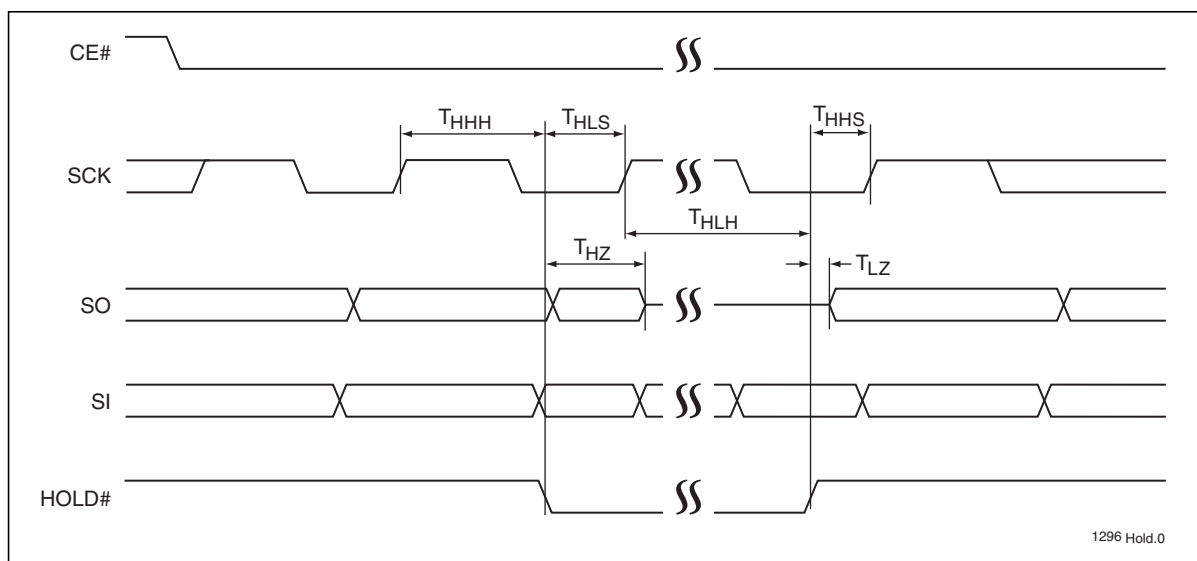 CE#
THHH
THLS
THHS
SCK
THLH
THZ
TLZ
SO
SI
HOLD#
1296 Hold.0